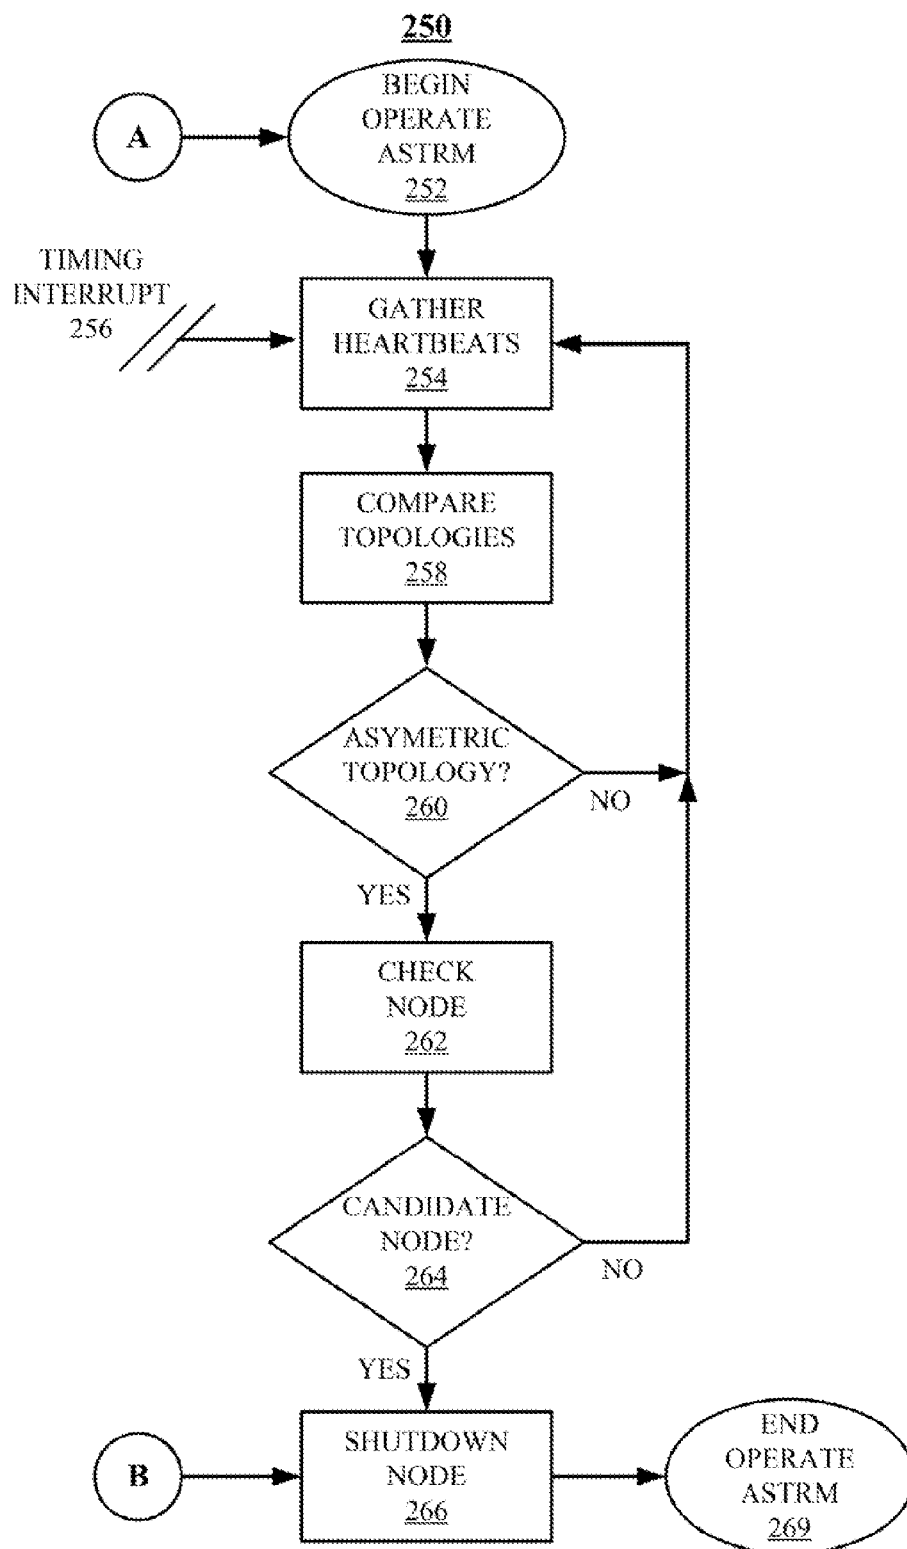 250
BEGIN
OPERATE
ASTRM
252
A
TIMING
INTERRUPT
256
GATHER
HEARTBEATS
254
COMPARE
TOPOLOGIES
258
ASYMETRIC
TOPOLOGY?
260
NO
YES
CHECK
NODE
262
CANDIDATE
NODE?
264
NO
YES
B
SHUTDOWN
NODE
266
END
OPERATE
ASTRM
269